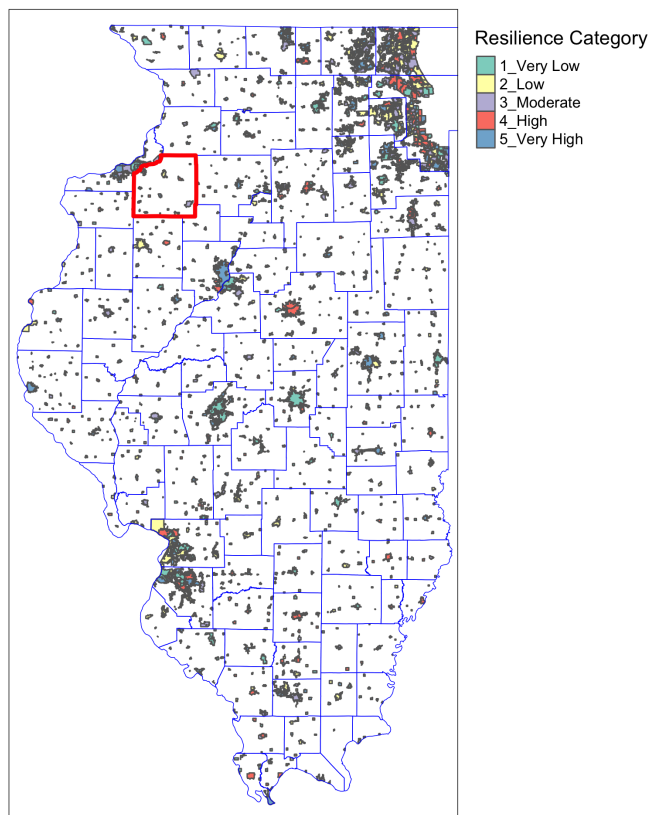 Resilience Category
1_Very Low
2_Low
3_Moderate
4_High
5_Very High